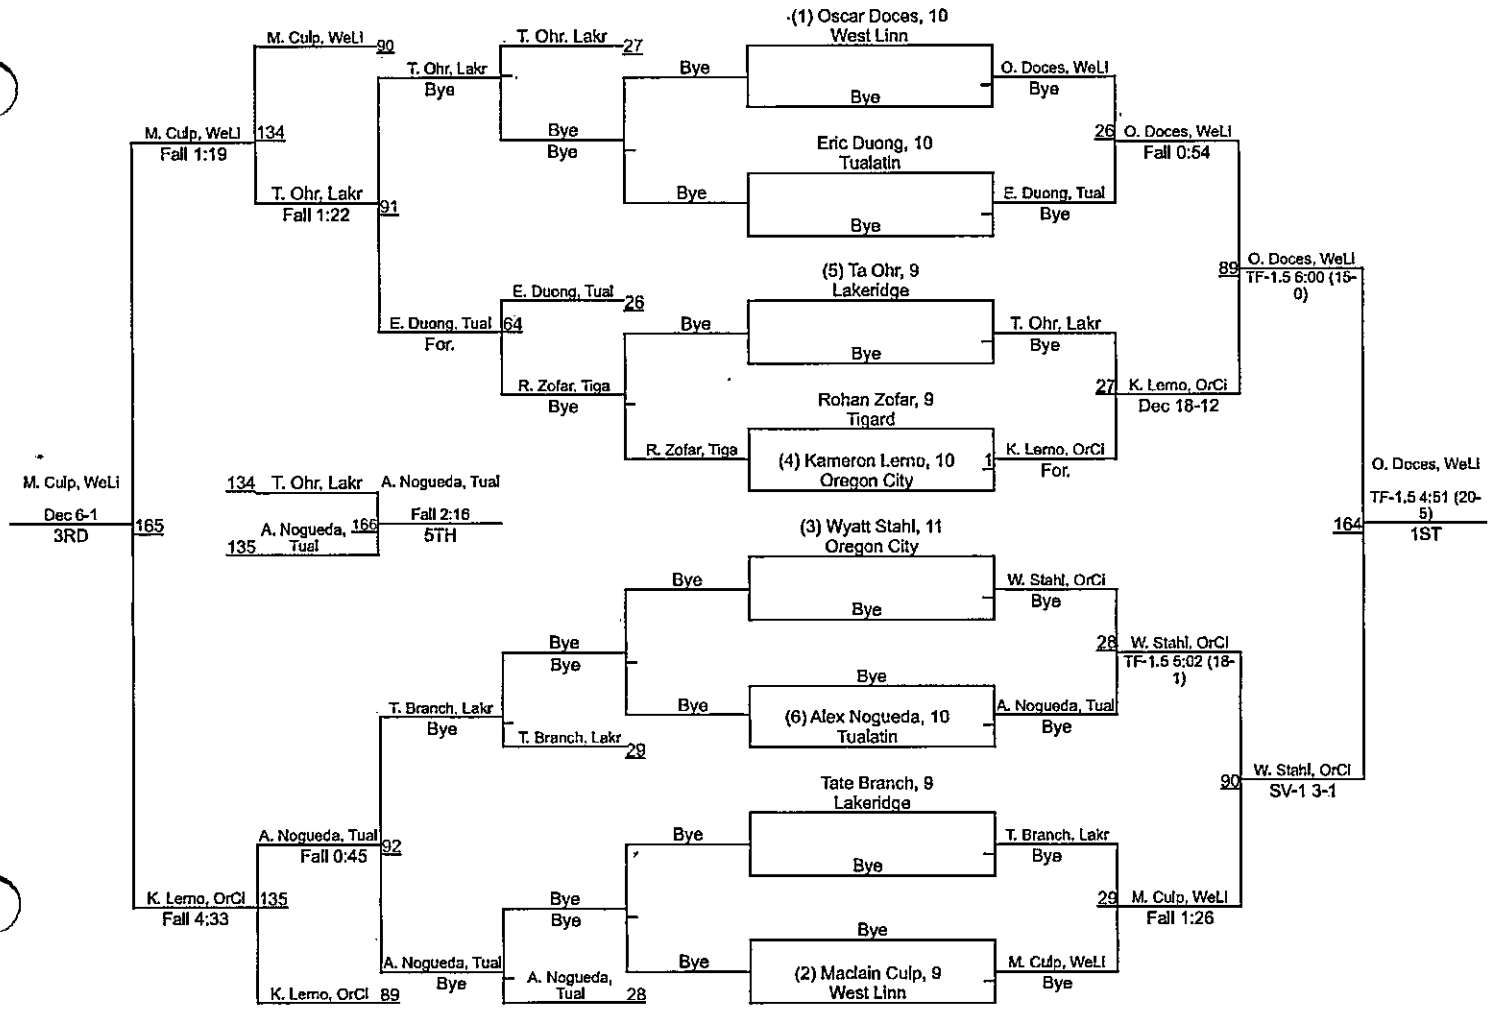 (1) Oscar Doces, 10
West Linn
M. Culp, WeLi 90
T. Ohr, Lakr 27
T. Ohr, Lakr
Bye
Bye
Bye
O. Doces, WeLi
Bye
M. Culp, WeLi 134
Fall 1:19
Bye
Bye
Eric Duong, 10
Tualatin
26 O. Doces, WeLi
Fall 0:54
T. Ohr, Lakr 91
Fall 1:22
Bye
Bye
E. Duong, Tual
Bye
(5) Ta Ohr, 9
Lakeridge
89 O. Doces, WeLi
TF-1.5 6:00 (15-
0)
E. Duong, Tual 26
E. Duong, Tual 64
For.
Bye
Bye
T. Ohr, Lakr
Bye
R. Zofar, Tiga
Bye
Rohan Zofar, 9
Tigard
27 K. Lerno, OrCi
Dec 18-12
R. Zofar, Tiga
(4) Kameron Lerno, 10 1
Oregon City
K. Lerno, OrCi
For.
M. Culp, WeLi
Dec 6-1 165
3RD
134 T. Ohr, Lakr
A. Nogueda, Tual
A. Nogueda, 166
Tual
135
Fall 2:16
5TH
O. Doces, WeLi
TF-1.5 4:51 (20-
5)
164
1ST
(3) Wyatt Stahl, 11
Oregon City
Bye
Bye
W. Stahl, OrCi
Bye
Bye
Bye
28 W. Stahl, OrCi
TF-1.5 5:02 (18-
1)
T. Branch, Lakr
Bye
T. Branch, Lakr 29
Bye
Bye
(6) Alex Nogueda, 10
Tualatin
A. Nogueda, Tual
Bye
Tate Branch, 9
Lakeridge
90 W. Stahl, OrCi
SV-1 3-1
A. Nogueda, Tual 92
Fall 0:45
Bye
Bye
T. Branch, Lakr
Bye
K. Lerno, OrCi 135
Fall 4:33
Bye
Bye
29 M. Culp, WeLi
Fall 1:26
A. Nogueda, Tual
Bye
A. Nogueda,
Tual 28
Bye
Bye
(2) Maclain Culp, 9
West Linn
M. Culp, WeLi
Bye
K. Lerno, OrCi 89